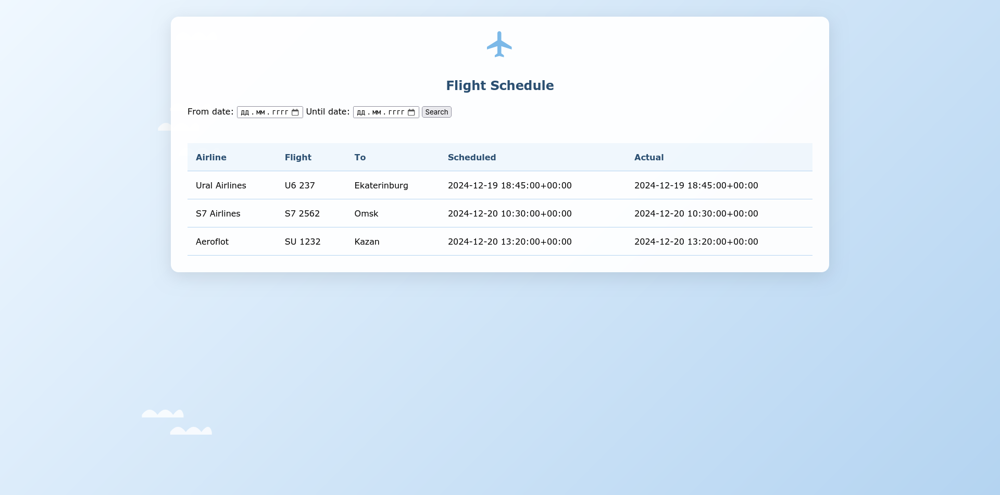 Flight Schedule
From date: дд.мм.гггг Until date: дд.мм.гггг Search
Airline Flight To Scheduled Actual
Ural Airlines U6 237 Ekaterinburg 2024-12-19 18:45:00+00:00 2024-12-19 18:45:00+00:00
S7 Airlines S7 2562 Omsk 2024-12-20 10:30:00+00:00 2024-12-20 10:30:00+00:00
Aeroflot SU 1232 Kazan 2024-12-20 13:20:00+00:00 2024-12-20 13:20:00+00:00